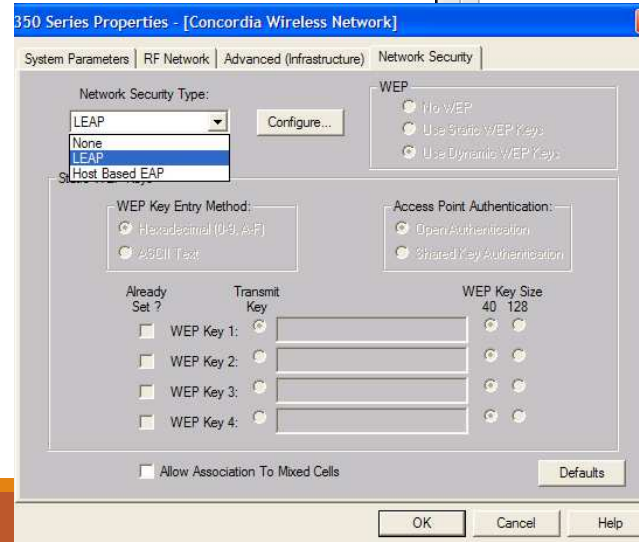 350 Series Properties - [Concordia Wireless Network]
System Parameters RF Network Advanced (Infrastructure) Network Security
Network Security Type:
LEAP
Configure...
None
LEAP
Host Based EAP
WEP
No WEP
Use Static WEP Keys
Use Dynamic WEP Keys
WEP Key Entry Method:
Hexadecimal (0-9, A-F)
ASCII Text
Access Point Authentication:
Open Authentication
Shared Key Authentication
Already Set ?
Transmit Key
WEP Key Size
40 128
WEP Key 1:
WEP Key 2:
WEP Key 3:
WEP Key 4:
Allow Association To Mixed Cells
Defaults
OK Cancel Help